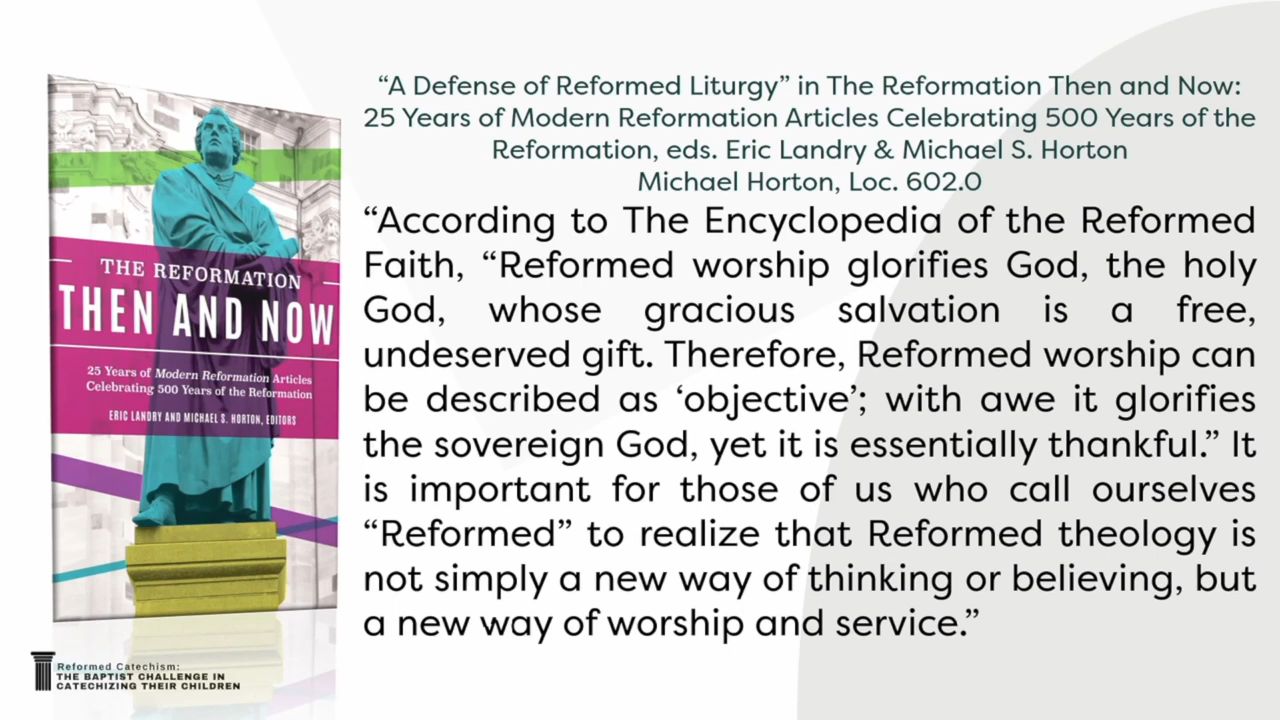 “A Defense of Reformed Liturgy” in The Reformation Then and Now:
25 Years of Modern Reformation Articles Celebrating 500 Years of the
Reformation, eds. Eric Landry & Michael S. Horton
Michael Horton, Loc. 602.0
“According to The Encyclopedia of the Reformed
Faith, “Reformed worship glorifies God, the holy
God, whose gracious salvation is a free,
undeserved gift. Therefore, Reformed worship can
be described as ‘objective’; with awe it glorifies
the sovereign God, yet it is essentially thankful.” It
is important for those of us who call ourselves
“Reformed” to realize that Reformed theology is
not simply a new way of thinking or believing, but
a new way of worship and service.”
THE REFORMATION
THEN AND NOW
25 Years of Modern Reformation Articles
Celebrating 500 Years of the Reformation
ERIC LANDRY AND MICHAEL S. HORTON, EDITORS
Reformed Catechism:
THE BAPTIST CHALLENGE IN
CATECHIZING THEIR CHILDREN